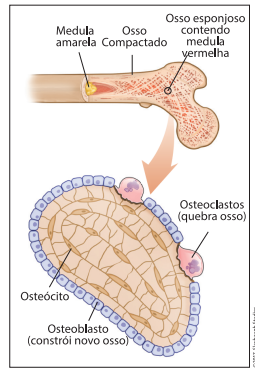 Medula
amarela
Osso
Compactado
Osso esponjoso
contendo
medula
vermelha
Osteoclastos
(quebra osso)
Osteócito
Osteoblasto
(constrói novo osso)